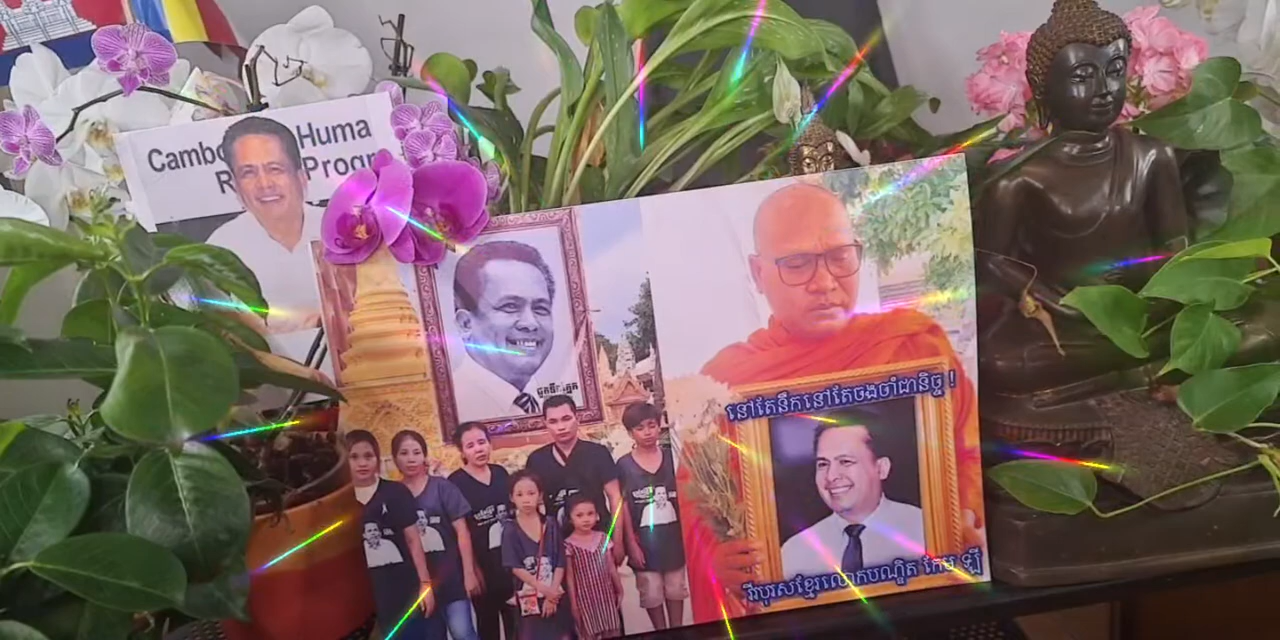 Cambo Huma
R Progr
នៅតែនឹកនៅតែចងចាំជានិច្ច !
វីរបុរសខ្មែរលោកបណ្ឌិត កែម ឡី